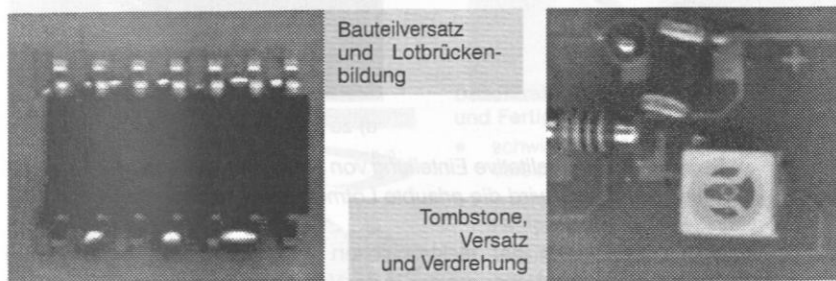 Bauteilversatz
und Lotbrücken-
bildung
Tombstone,
Versatz
und Verdrehung